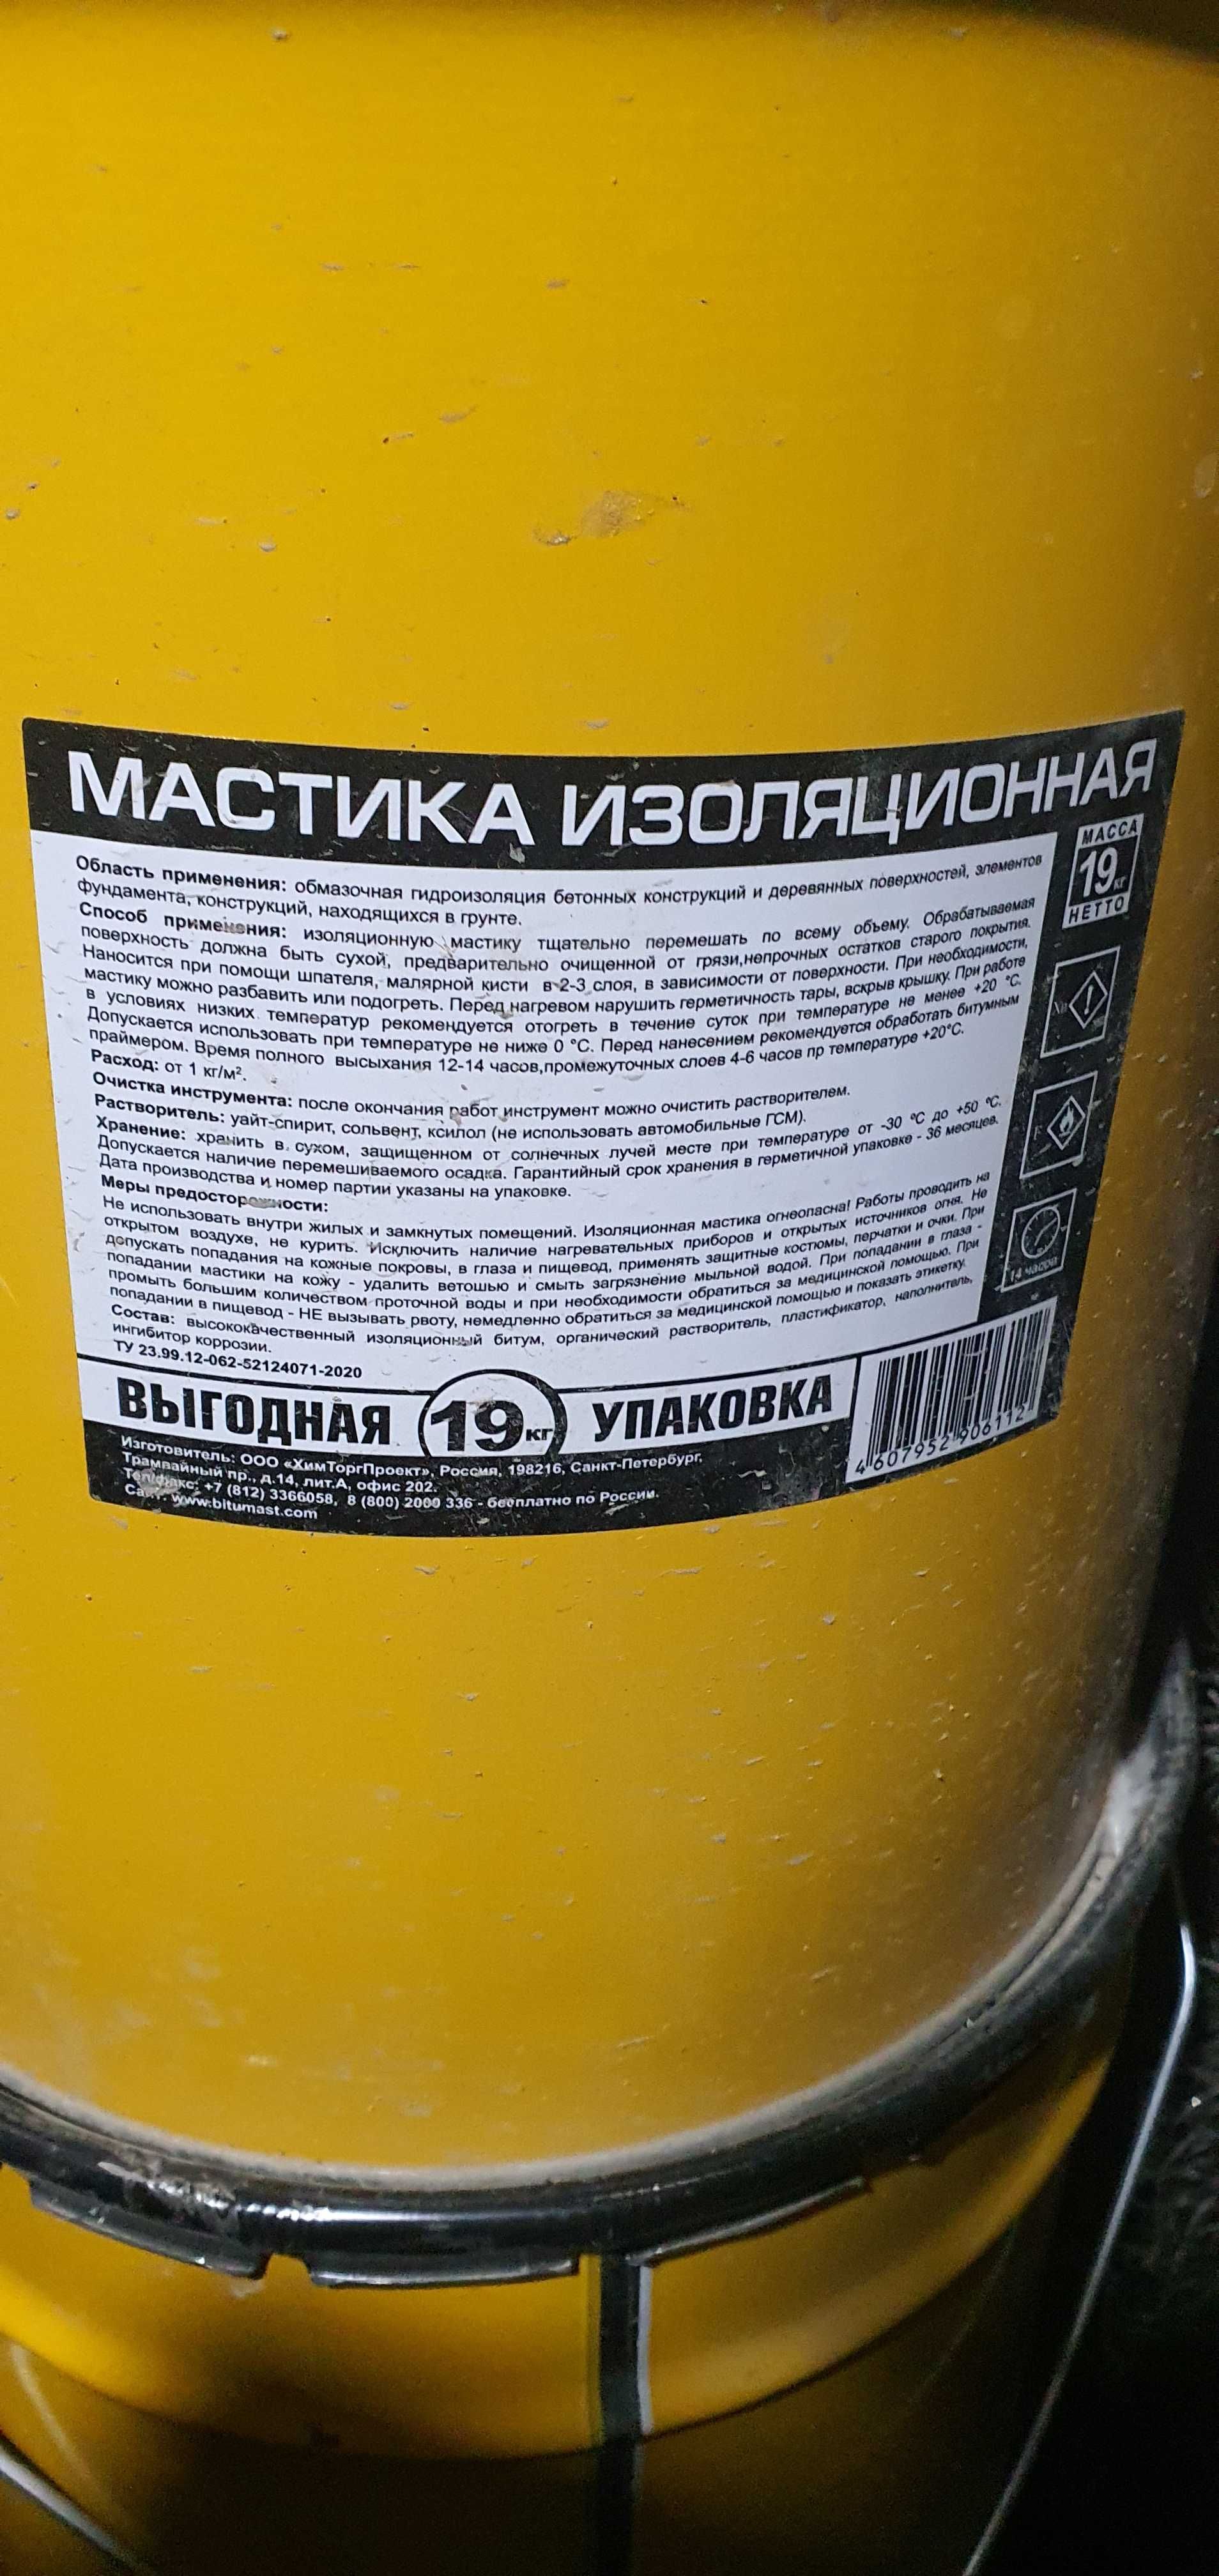 МАСТИКА ИЗОЛЯЦИОННАЯ
МАССА
19 кг
НЕТТО
Область применения: обмазочная гидроизоляция бетонных конструкций и деревянных поверхностей, элементов
фундамента, конструкций, находящихся в грунте.
Способ применения: изоляционную мастику тщательно перемешать по всему объему. Обрабатываемая
поверхность должна быть сухой, предварительно очищенной от грязи,непрочных остатков старого покрытия.
Наносится при помощи шпателя, малярной кисти в 2-3 слоя, в зависимости от поверхности. При необходимости,
мастику можно разбавить или подогреть. Перед нагревом нарушить герметичность тары, вскрыв крышку. При работе
в условиях низких температур рекомендуется отогреть в течение суток при температуре не менее +20 °С.
Допускается использовать при температуре не ниже 0 °С. Перед нанесением рекомендуется обработать битумным
праймером. Время полного высыхания 12-14 часов,промежуточных слоев 4-6 часов пр температуре +20°С.
Расход: от 1 кг/м².
Очистка инструмента: после окончания работ инструмент можно очистить растворителем.
Растворитель: уайт-спирит, сольвент, ксилол (не использовать автомобильные ГСМ).
Хранение: хранить в сухом, защищенном от солнечных лучей месте при температуре от -30 °С до +50 °С.
Допускается наличие перемешиваемого осадка. Гарантийный срок хранения в герметичной упаковке - 36 месяцев.
Дата производства и номер партии указаны на упаковке.
Меры предосторожности:
Не использовать внутри жилых и замкнутых помещений. Изоляционная мастика огнеопасна! Работы проводить на
открытом воздухе, не курить. Исключить наличие нагревательных приборов и открытых источников огня. Не
допускать попадания на кожные покровы, в глаза и пищевод, применять защитные костюмы, перчатки и очки. При
попадании мастики на кожу - удалить ветошью и смыть загрязнение мыльной водой. При попадании в глаза -
промыть большим количеством проточной воды и при необходимости обратиться за медицинской помощью. При
попадании в пищевод - НЕ вызывать рвоту, немедленно обратиться за медицинской помощью и показать этикетку.
Состав: высококачественный изоляционный битум, органический растворитель, пластификатор, наполнитель,
ингибитор коррозии.
ТУ 23.99.12-062-52124071-2020
14 часов
ВЫГОДНАЯ 19 кг УПАКОВКА
4 607952 906112
Изготовитель: ООО «ХимТоргПроект», Россия, 198216, Санкт-Петербург,
Трамвайный пр., д.14, лит.А, офис 202.
Тел/факс: +7 (812) 3366058, 8 (800) 2000 336 - бесплатно по России.
Сайт: www.bitumast.com